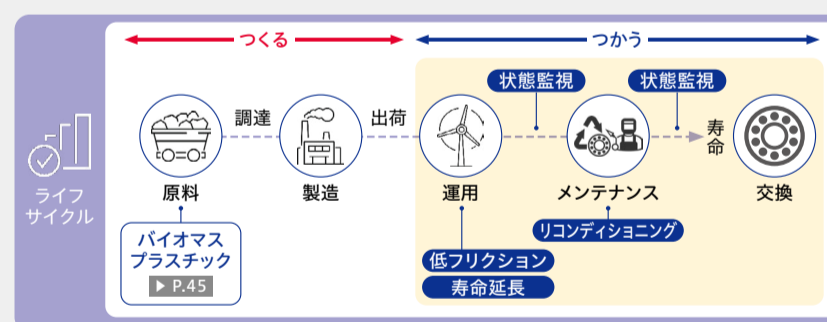 つくる
つかう
状態監視
状態監視
調達
出荷
寿命
ライフ
サイクル
原料
製造
運用
メンテナンス
交換
バイオマス
プラスチック
▶ P.45
リコンディショニング
低フリクション
寿命延長